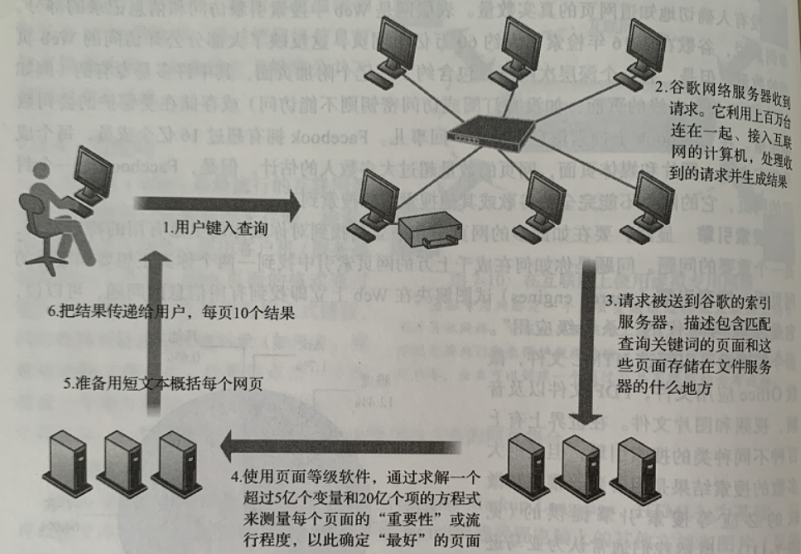 1.用户键入查询
2.谷歌网络服务器收到
请求。它利用上百万台
连在一起、接入互联
网的计算机，处理收
到的请求并生成结果
3.请求被送到谷歌的索引
服务器，描述包含匹配
查询关键词的页面和这
些页面存储在文件服务
器的什么地方
4.使用页面等级软件，通过求解一个
超过5亿个变量和20亿个项的方程式
来测量每个页面的“重要性”或流
行程度，以此确定“最好”的页面
5.准备用短文本概括每个网页
6.把结果传递给用户，每页10个结果